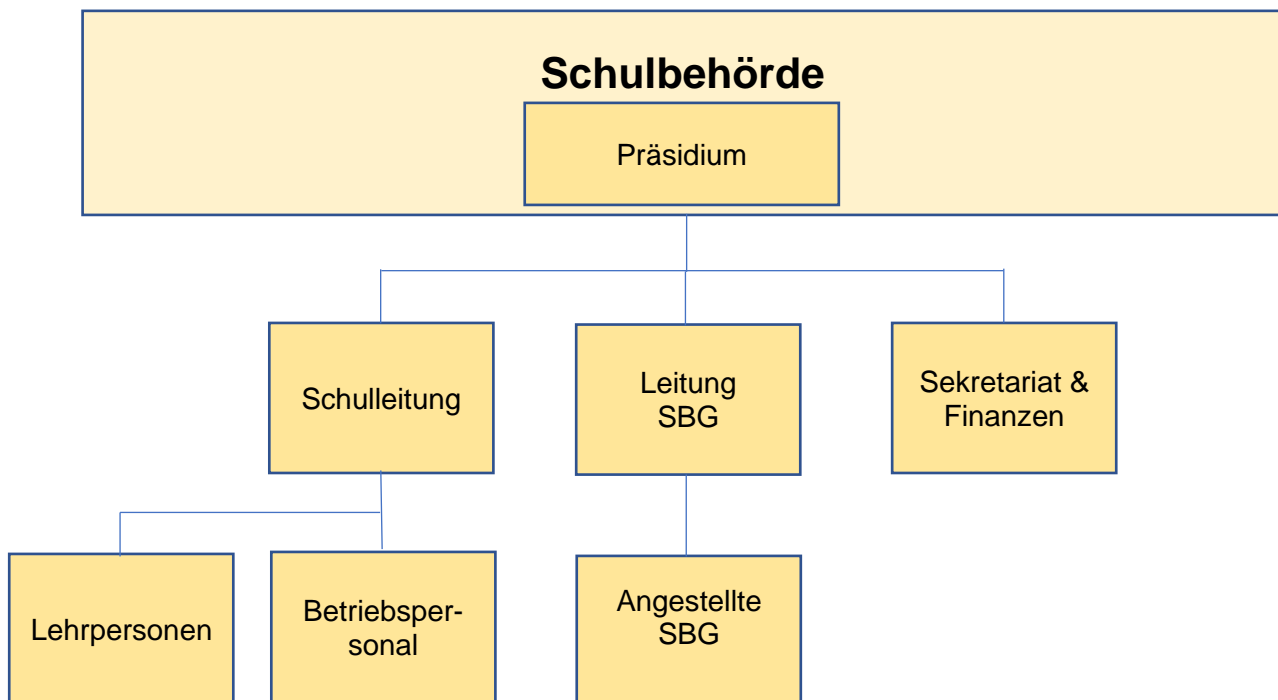 Schulbehörde
Präsidium
Schulleitung
Leitung
SBG
Sekretariat &
Finanzen
Lehrpersonen
Betriebsper-
sonal
Angestellte
SBG